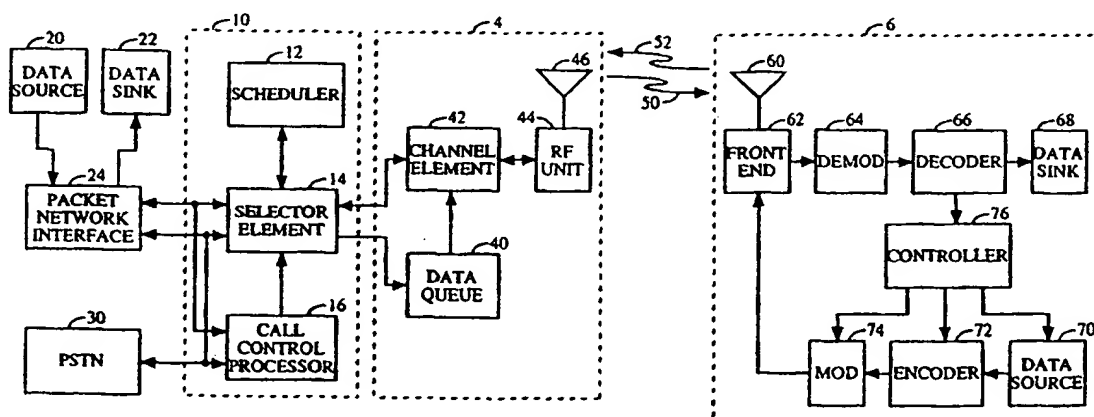 10
4
6
20
22
12
52
46
60
DATA
SOURCE
DATA
SINK
SCHEDULER
50
42
44
62
64
66
68
CHANNEL
ELEMENT
RF
UNIT
FRONT
END
DEMOD
DECODER
DATA
SINK
24
14
PACKET
NETWORK
INTERFACE
SELECTOR
ELEMENT
76
CONTROLLER
40
DATA
QUEUE
30
16
PSTN
CALL
CONTROL
PROCESSOR
74
72
70
MOD
ENCODER
DATA
SOURCE